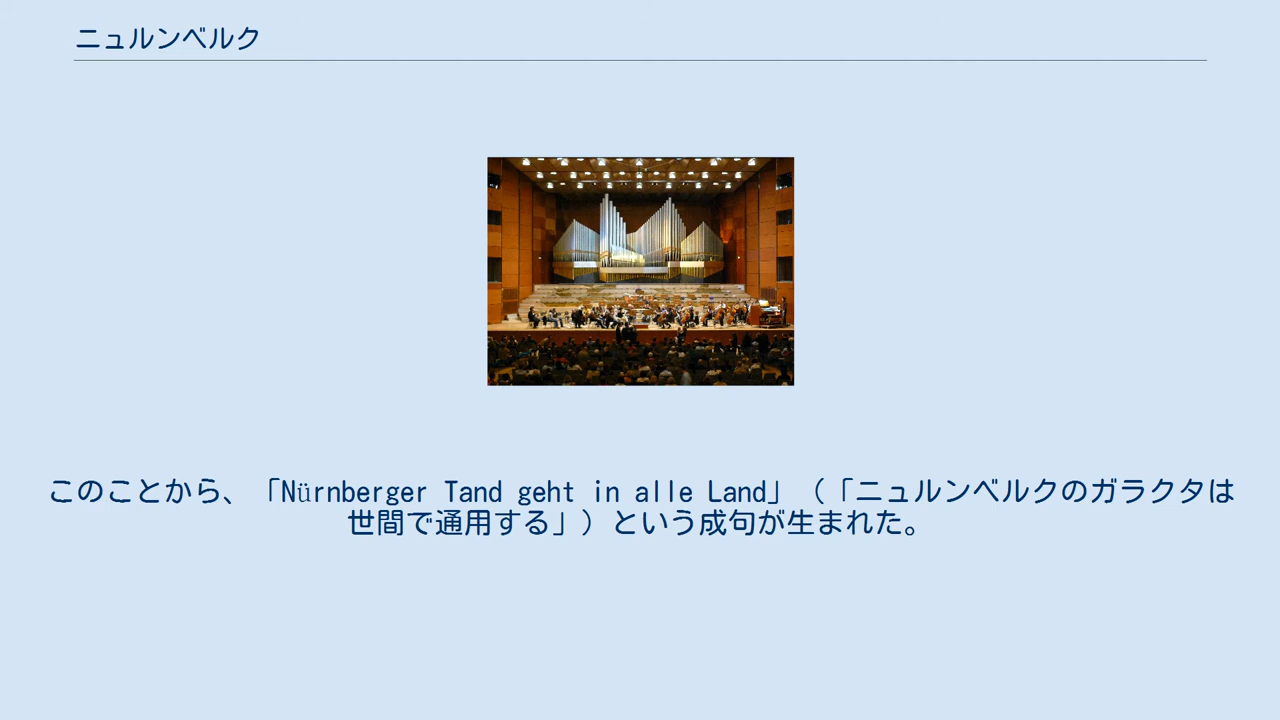 ニュルンベルク
このことから、「Nürnberger Tand geht in alle Land」（「ニュルンベルクのガラクタは
世間で通用する」）という成句が生まれた。